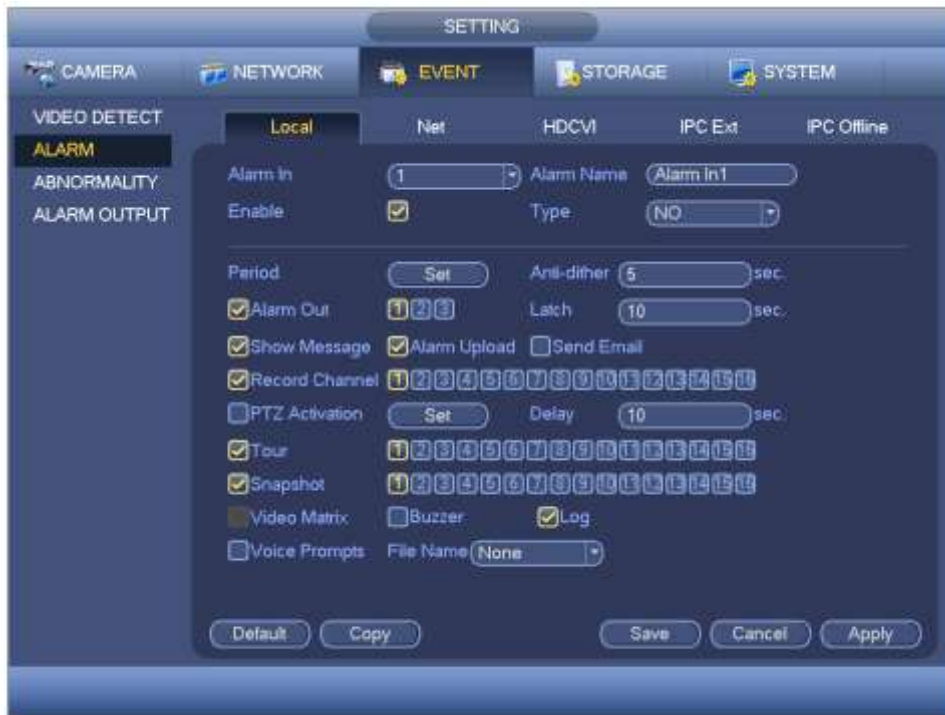 SETTING
CAMERA NETWORK EVENT STORAGE SYSTEM
VIDEO DETECT
ALARM
ABNORMALITY
ALARM OUTPUT
Local Net HDCVI IPC Ext IPC Offline
Alarm In 1 Alarm Name Alarm In1
Enable Type NO
Period Set Anti-dither 5 sec.
Alarm Out 1 2 3 Latch 10 sec.
Show Message Alarm Upload Send Email
Record Channel 1 2 3 4 5 6 7 8 9 10 11 12 13 14 15 16
PTZ Activation Set Delay 10 sec.
Tour 1 2 3 4 5 6 7 8 9 10 11 12 13 14 15 16
Snapshot 1 2 3 4 5 6 7 8 9 10 11 12 13 14 15 16
Video Matrix Buzzer Log
Voice Prompts File Name None
Default Copy Save Cancel Apply